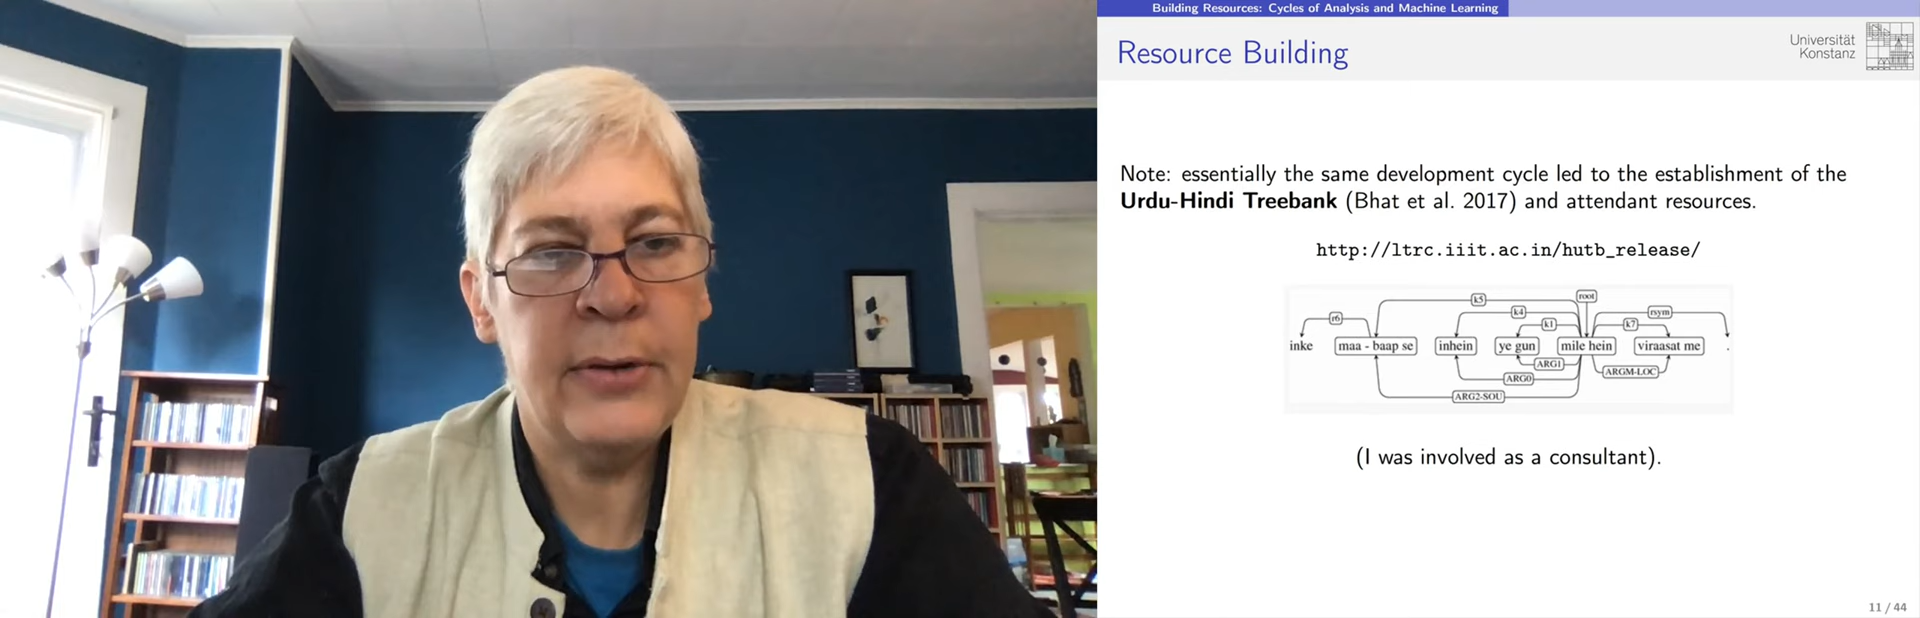 Building Resources: Cycles of Analysis and Machine Learning
Resource Building
Universität
Konstanz
Note: essentially the same development cycle led to the establishment of the
Urdu-Hindi Treebank (Bhat et al. 2017) and attendant resources.
http://ltrc.iiit.ac.in/hutb_release/
k5 root
k4 rsym
r6 k1 k7
inke maa - baap se inhein ye gun mile hein viraasat me .
ARG1 ARGM-LOC
ARG0
ARG2-SOU
(I was involved as a consultant).
11 / 44